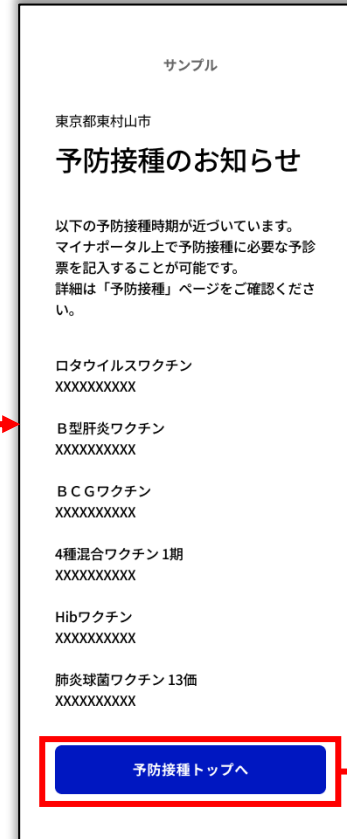 サンプル
東京都東村山市
予防接種のお知らせ
以下の予防接種時期が近づいています。
マイナポータル上で予防接種に必要な予診
票を記入することが可能です。
詳細は「予防接種」ページをご確認くださ
い。
ロタウイルスワクチン
XXXXXXXXXX
B型肝炎ワクチン
XXXXXXXXXX
BCGワクチン
XXXXXXXXXX
4種混合ワクチン 1期
XXXXXXXXXX
Hibワクチン
XXXXXXXXXX
肺炎球菌ワクチン 13価
XXXXXXXXXX
予防接種トップへ